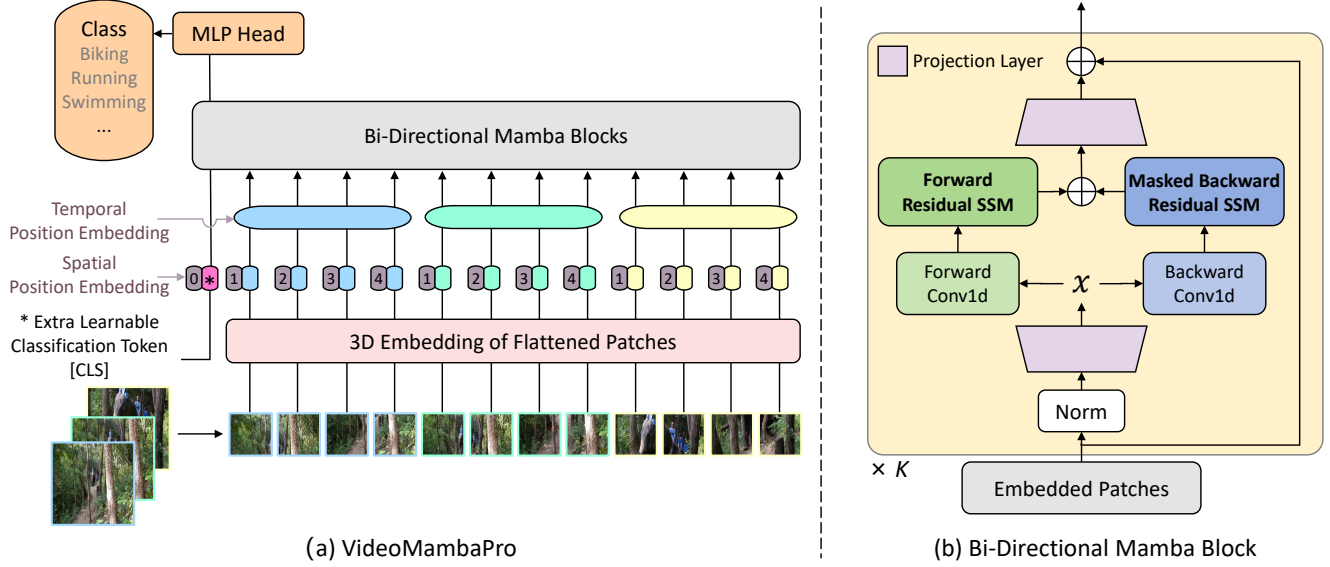 Class
Biking
Running
Swimming
...
MLP Head
Bi-Directional Mamba Blocks
Temporal
Position Embedding
Spatial
Position Embedding
0 * 1 2 3 4 1 2 3 4 1 2 3 4
* Extra Learnable
Classification Token
[CLS]
3D Embedding of Flattened Patches
(a) VideoMambaPro
Projection Layer
Forward
Residual SSM
Masked Backward
Residual SSM
Forward
Conv1d
x
Backward
Conv1d
Norm
× K
Embedded Patches
(b) Bi-Directional Mamba Block